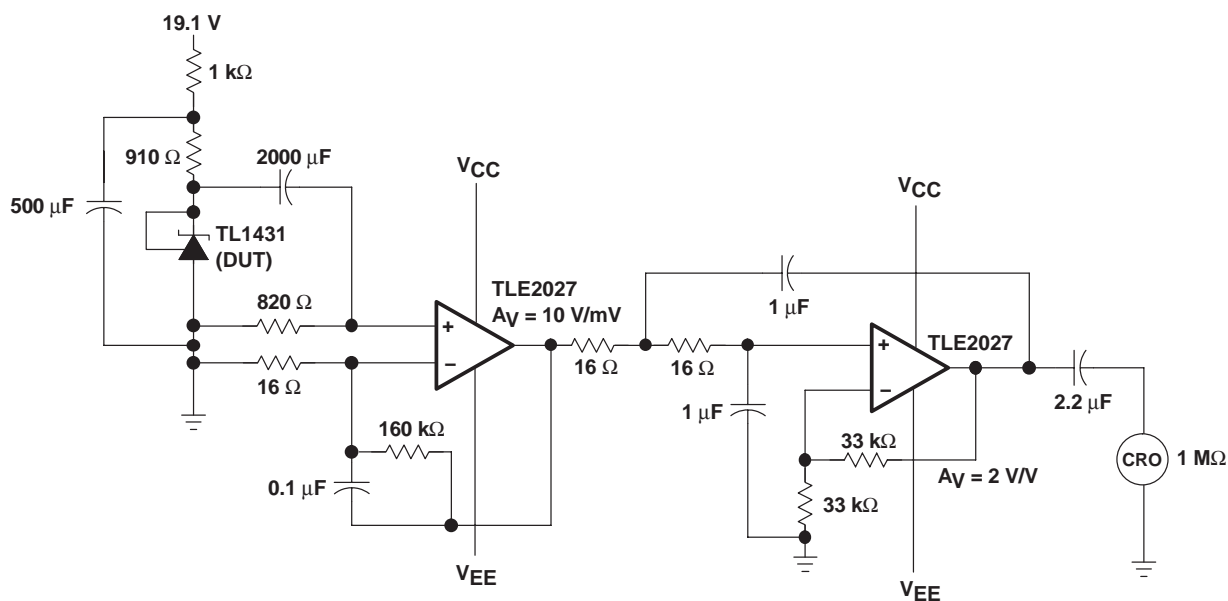 19.1 V
1 kΩ
910 Ω
2000 μF
500 μF
TL1431
(DUT)
820 Ω
16 Ω
160 kΩ
0.1 μF
VCC
+
−
TLE2027
AV = 10 V/mV
VEE
16 Ω
16 Ω
1 μF
1 μF
VCC
TLE2027
+
−
33 kΩ
33 kΩ
AV = 2 V/V
VEE
2.2 μF
CRO
1 MΩ